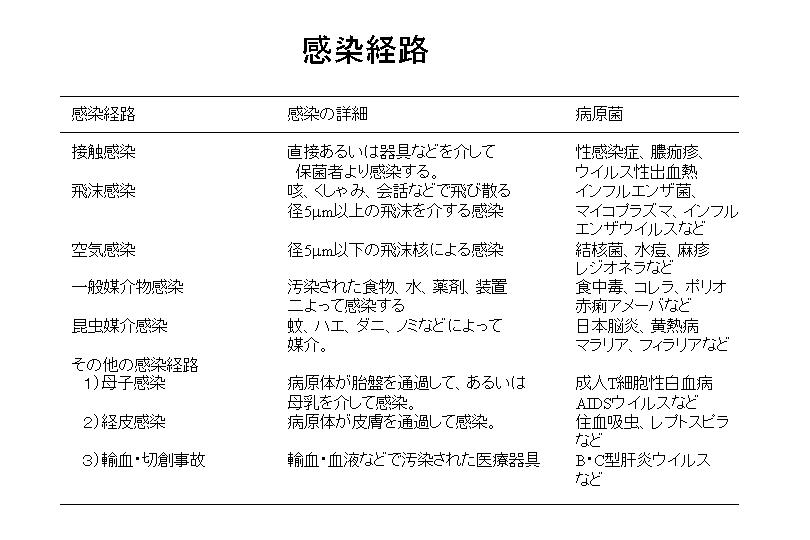 感染経路
感染経路 感染の詳細 病原菌
接触感染 直接あるいは器具などを介して 性感染症、膿痂疹、
保菌者より感染する。 ウイルス性出血熱
飛沫感染 咳、くしゃみ、会話などで飛び散る インフルエンザ菌、
径5μm以上の飛沫を介する感染 マイコプラズマ、インフル
エンザウイルスなど
空気感染 径5μm以下の飛沫核による感染 結核菌、水痘、麻疹
レジオネラなど
一般媒介物感染 汚染された食物、水、薬剤、装置 食中毒、コレラ、ポリオ
二よって感染する 赤痢アメーバなど
昆虫媒介感染 蚊、ハエ、ダニ、ノミなどによって 日本脳炎、黄熱病
媒介。 マラリア、フィラリアなど
その他の感染経路
1)母子感染 病原体が胎盤を通過して、あるいは 成人T細胞性白血病
母乳を介して感染。 AIDSウイルスなど
2)経皮感染 病原体が皮膚を通過して感染。 住血吸虫、レプトスピラ
など
3)輸血・切創事故 輸血・血液などで汚染された医療器具 B・C型肝炎ウイルス
など